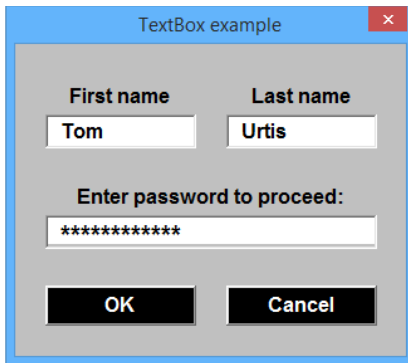 TextBox example
First name Last name
Tom Urtis
Enter password to proceed:
************
OK Cancel